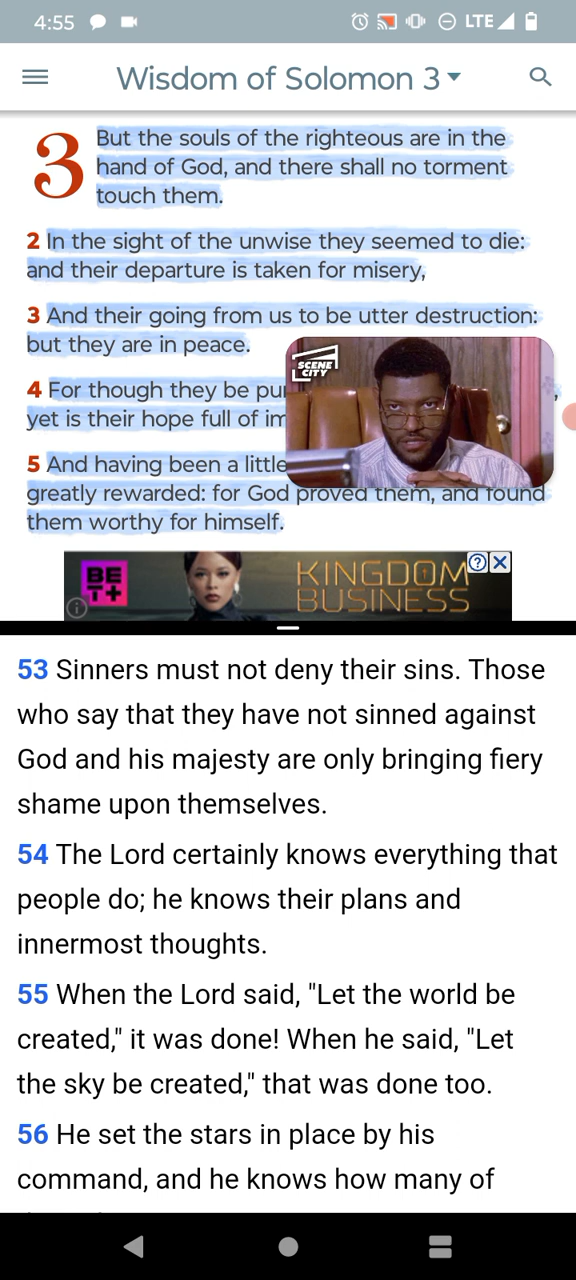 4:55
LTE
Wisdom of Solomon 3
3 But the souls of the righteous are in the
hand of God, and there shall no torment
touch them.
2 In the sight of the unwise they seemed to die:
and their departure is taken for misery,
3 And their going from us to be utter destruction:
but they are in peace.
4 For though they be pu
yet is their hope full of im
SCENE
CITY
5 And having been a little
greatly rewarded: for God proved them, and found
them worthy for himself.
BET+
KINGDOM
BUSINESS
53 Sinners must not deny their sins. Those
who say that they have not sinned against
God and his majesty are only bringing fiery
shame upon themselves.
54 The Lord certainly knows everything that
people do; he knows their plans and
innermost thoughts.
55 When the Lord said, "Let the world be
created," it was done! When he said, "Let
the sky be created," that was done too.
56 He set the stars in place by his
command, and he knows how many of